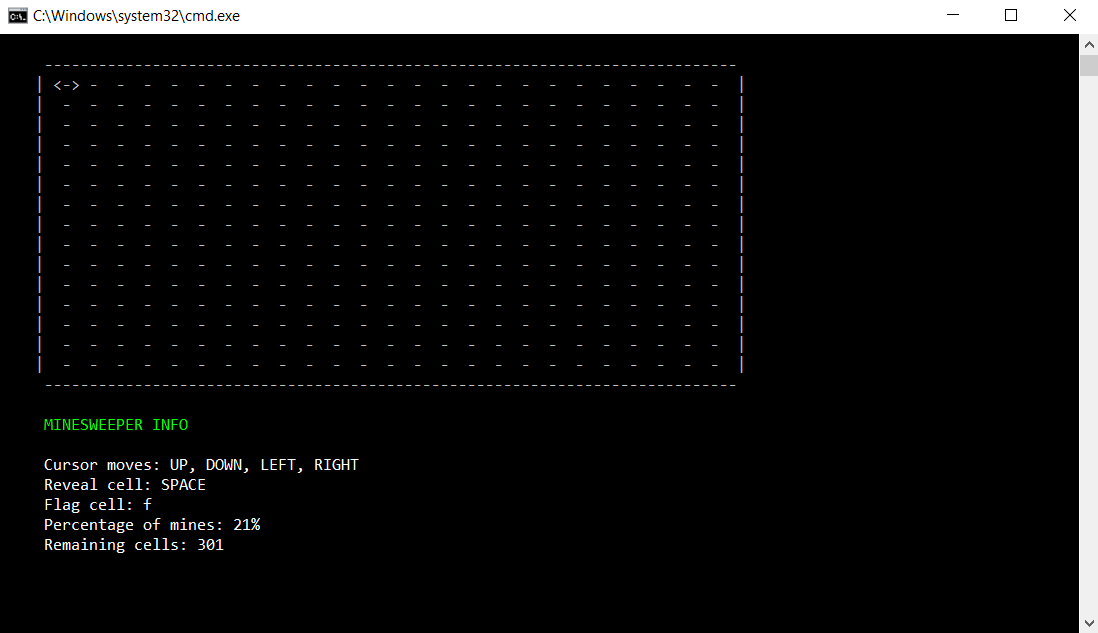 -----------------------------------------------------------------------------
| <-> -  -  -  -  -  -  -  -  -  -  -  -  -  -  -  -  -  -  -  -  -  -  -  -  |
|  -  -  -  -  -  -  -  -  -  -  -  -  -  -  -  -  -  -  -  -  -  -  -  -  -  |
|  -  -  -  -  -  -  -  -  -  -  -  -  -  -  -  -  -  -  -  -  -  -  -  -  -  |
|  -  -  -  -  -  -  -  -  -  -  -  -  -  -  -  -  -  -  -  -  -  -  -  -  -  |
|  -  -  -  -  -  -  -  -  -  -  -  -  -  -  -  -  -  -  -  -  -  -  -  -  -  |
|  -  -  -  -  -  -  -  -  -  -  -  -  -  -  -  -  -  -  -  -  -  -  -  -  -  |
|  -  -  -  -  -  -  -  -  -  -  -  -  -  -  -  -  -  -  -  -  -  -  -  -  -  |
|  -  -  -  -  -  -  -  -  -  -  -  -  -  -  -  -  -  -  -  -  -  -  -  -  -  |
|  -  -  -  -  -  -  -  -  -  -  -  -  -  -  -  -  -  -  -  -  -  -  -  -  -  |
|  -  -  -  -  -  -  -  -  -  -  -  -  -  -  -  -  -  -  -  -  -  -  -  -  -  |
|  -  -  -  -  -  -  -  -  -  -  -  -  -  -  -  -  -  -  -  -  -  -  -  -  -  |
|  -  -  -  -  -  -  -  -  -  -  -  -  -  -  -  -  -  -  -  -  -  -  -  -  -  |
|  -  -  -  -  -  -  -  -  -  -  -  -  -  -  -  -  -  -  -  -  -  -  -  -  -  |
|  -  -  -  -  -  -  -  -  -  -  -  -  -  -  -  -  -  -  -  -  -  -  -  -  -  |
|  -  -  -  -  -  -  -  -  -  -  -  -  -  -  -  -  -  -  -  -  -  -  -  -  -  |
-----------------------------------------------------------------------------
C:\Windows\system32\cmd.exe
MINESWEEPER INFO
Cursor moves: UP, DOWN, LEFT, RIGHT
Reveal cell: SPACE
Flag cell: f
Percentage of mines: 21%
Remaining cells: 301